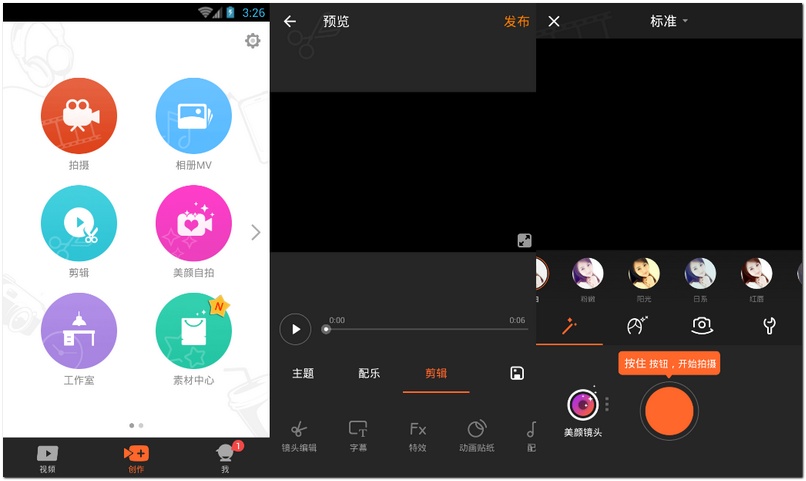 3:26
拍摄
相册MV
剪辑
美颜自拍
N
工作室
素材中心
视频
创作
1
我
预览
发布
0:00
0:06
主题
配乐
剪辑
镜头编辑
字幕
Fx
特效
动画贴纸
配
标准
粉嫩
阳光
日系
红唇
按住 按钮，开始拍摄
美颜镜头